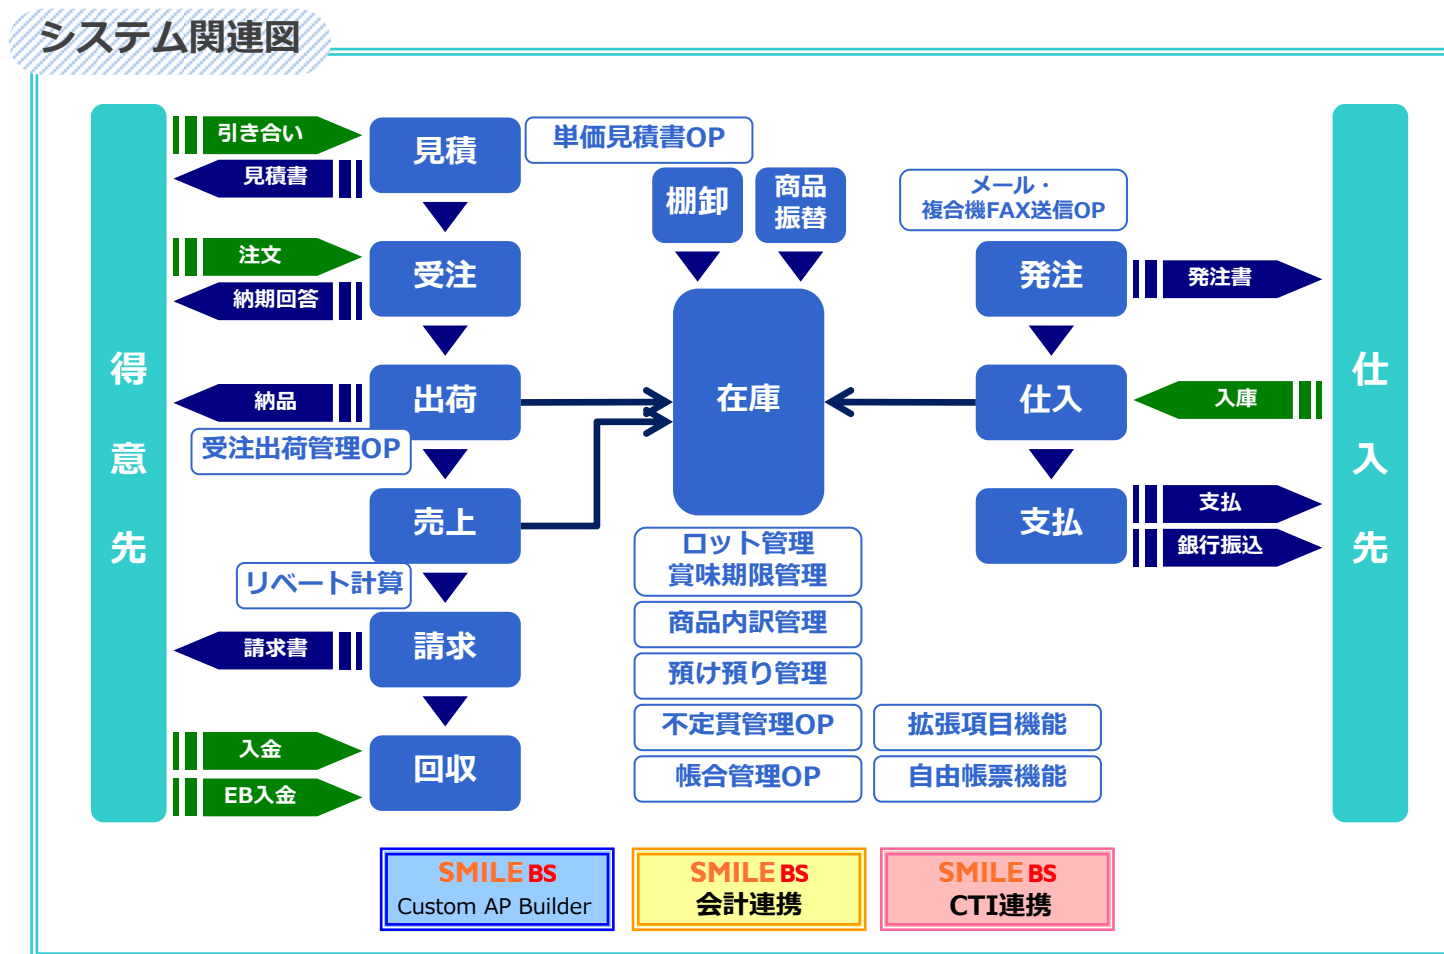 システム関連図
得意先
引き合い
見積書
見積
単価見積書OP
棚卸
商品
振替
メール・
複合機FAX送信OP
注文
納期回答
受注
発注
発注書
納品
出荷
受注出荷管理OP
在庫
仕入
入庫
仕入先
売上
リベート計算
支払
支払
銀行振込
ロット管理
賞味期限管理
商品内訳管理
請求書
請求
預け預り管理
不定貫管理OP
拡張項目機能
入金
EB入金
回収
帳合管理OP
自由帳票機能
SMILE BS
Custom AP Builder
SMILE BS
会計連携
SMILE BS
CTI連携